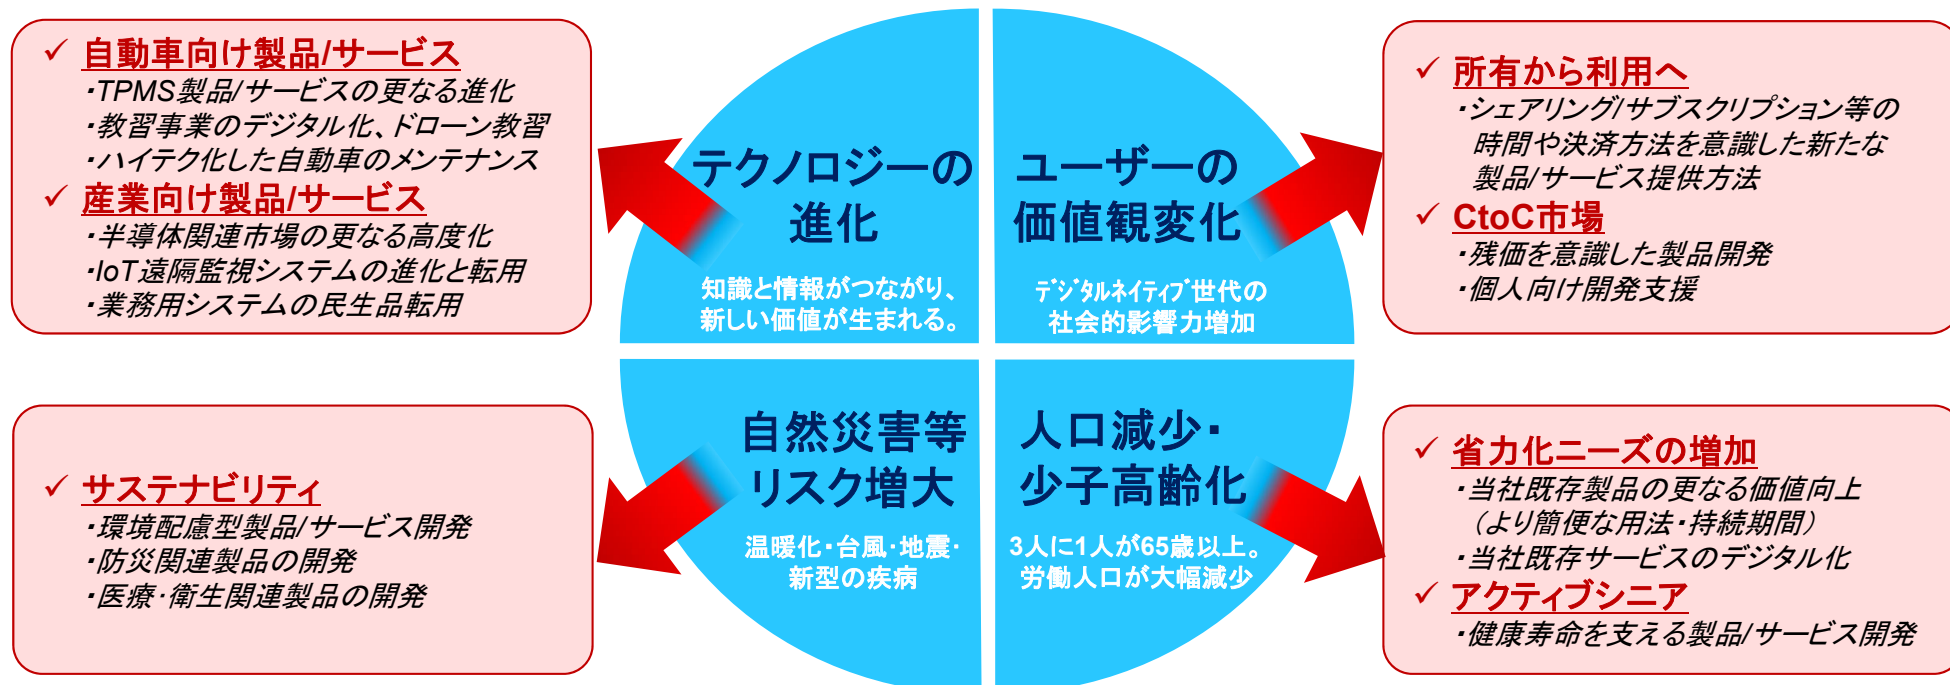 ✓ 自動車向け製品/サービス
・TPMS製品/サービスの更なる進化
・教習事業のデジタル化、ドローン教習
・ハイテク化した自動車のメンテナンス
✓ 産業向け製品/サービス
・半導体関連市場の更なる高度化
・IoT遠隔監視システムの進化と転用
・業務用システムの民生品転用
テクノロジーの
進化
知識と情報がつながり、
新しい価値が生まれる。
ユーザーの
価値観変化
デジタルネイティブ世代の
社会的影響力増加
✓ 所有から利用へ
・シェアリング/サブスクリプション等の
時間や決済方法を意識した新たな
製品/サービス提供方法
✓ CtoC市場
・残価を意識した製品開発
・個人向け開発支援
✓ サステナビリティ
・環境配慮型製品/サービス開発
・防災関連製品の開発
・医療・衛生関連製品の開発
自然災害等
リスク増大
温暖化・台風・地震・
新型の疾病
人口減少・
少子高齢化
3人に1人が65歳以上。
労働人口が大幅減少
✓ 省力化ニーズの増加
・当社既存製品の更なる価値向上
（より簡便な用法・持続期間）
・当社既存サービスのデジタル化
✓ アクティブシニア
・健康寿命を支える製品/サービス開発